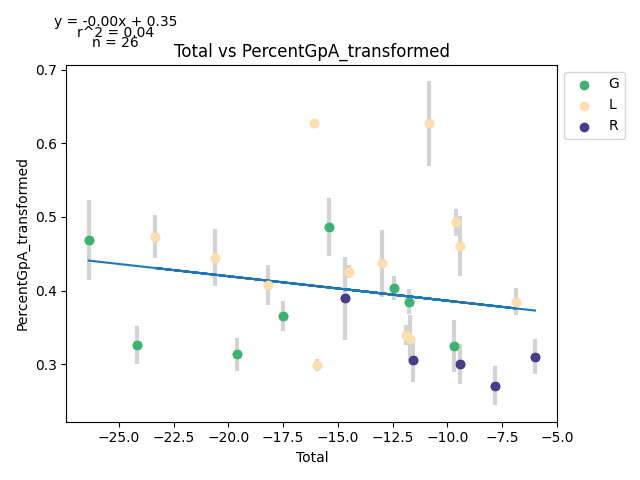 y = -0.00x + 0.35
r^2 = 0.04
n = 26
Total vs PercentGpA_transformed
G
L
R
PercentGpA_transformed
0.7
0.6
0.5
0.4
0.3
−25.0 −22.5 −20.0 −17.5 −15.0 −12.5 −10.0 −7.5 −5.0
Total